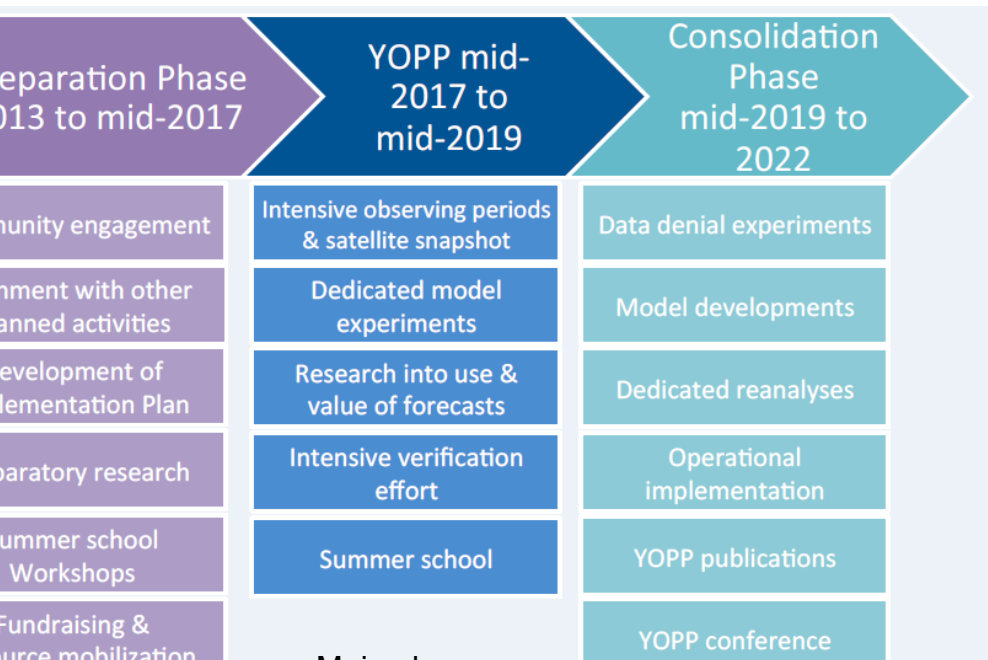 eparation Phase
013 to mid-2017
YOPP mid-
2017 to
mid-2019
Consolidation
Phase
mid-2019 to
2022
unity engagement
nment with other
anned activities
evelopment of
lementation Plan
paratory research
ummer school
Workshops
Fundraising &
urce mobilization
Intensive observing periods
& satellite snapshot
Dedicated model
experiments
Research into use &
value of forecasts
Intensive verification
effort
Summer school
Data denial experiments
Model developments
Dedicated reanalyses
Operational
implementation
YOPP publications
YOPP conference